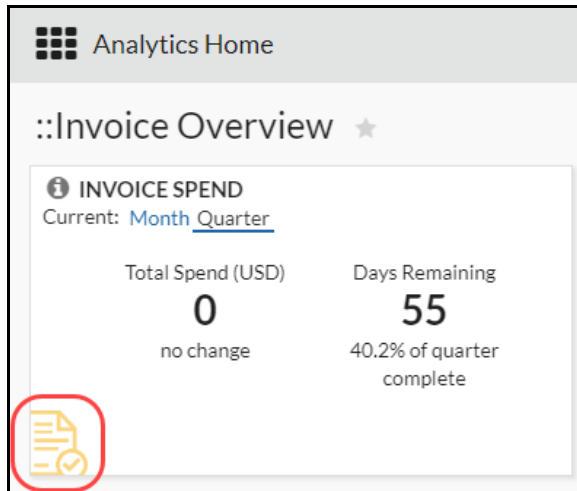 Analytics Home
::Invoice Overview
INVOICE SPEND
Current: Month Quarter
Total Spend (USD) Days Remaining
0 55
no change 40.2% of quarter
complete